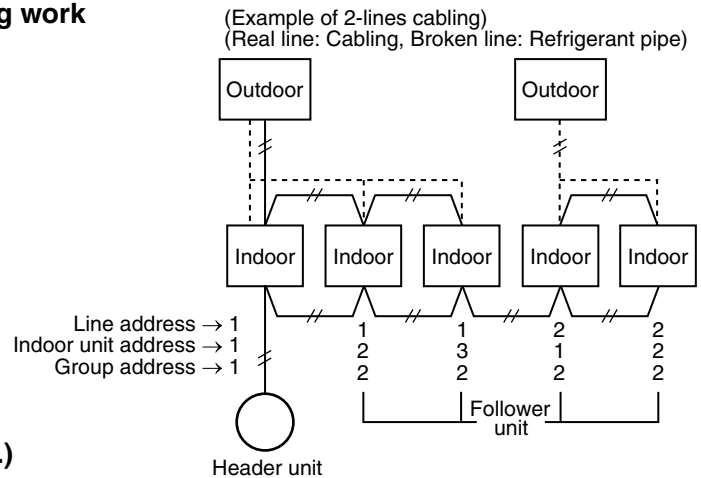 g work
(Example of 2-lines cabling)
(Real line: Cabling, Broken line: Refrigerant pipe)
Outdoor Outdoor
Indoor Indoor Indoor Indoor Indoor
Line address → 1 1 1 2 2
Indoor unit address → 1 2 3 1 2
Group address → 1 2 2 2 2
Follower
unit
.)
Header unit